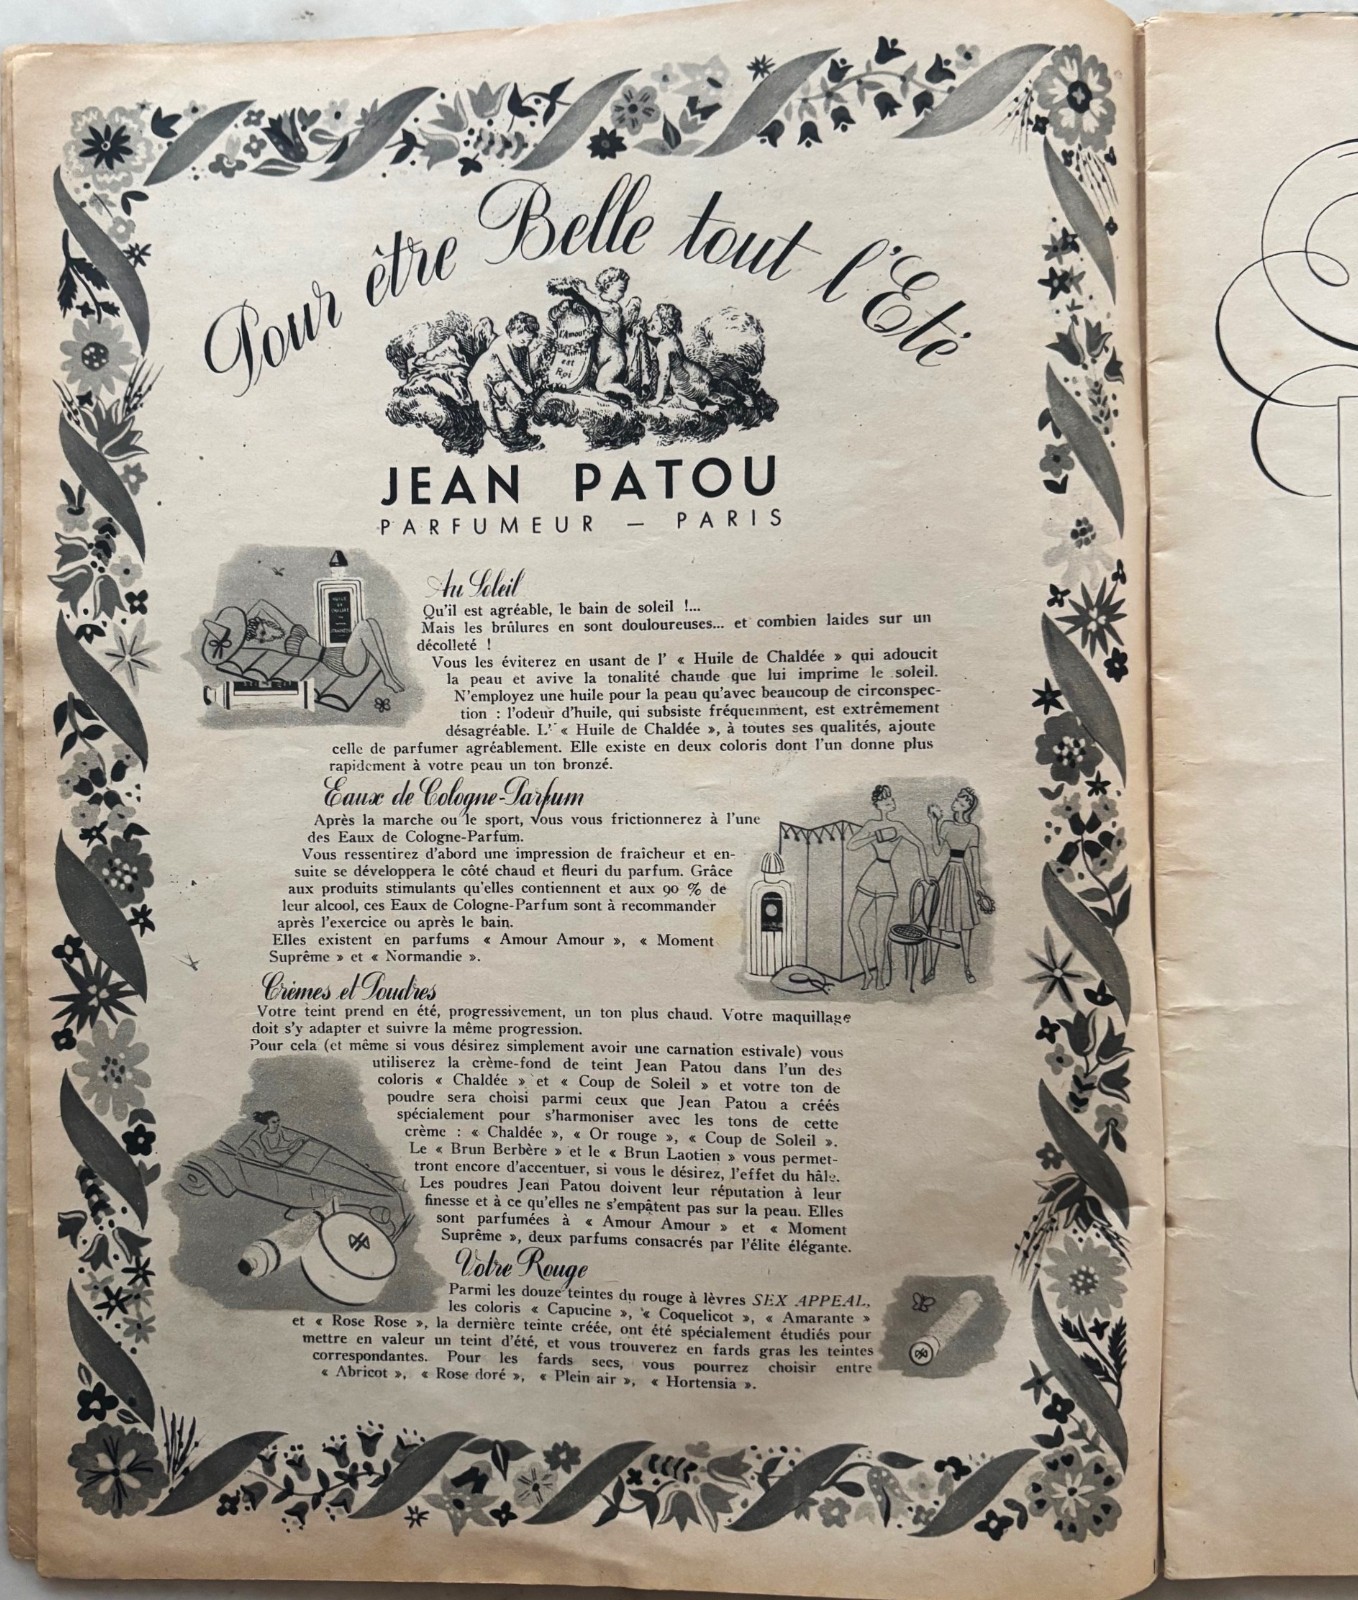 Pour être Belle tout l'Eté
l'Amour
est
Roi
JEAN PATOU
PARFUMEUR — PARIS
HUILE
DE
CHALDÉE
Au Soleil
Qu'il est agréable, le bain de soleil !...
Mais les brûlures en sont douloureuses... et combien laides sur un
décolleté !
Vous les éviterez en usant de l' « Huile de Chaldée » qui adoucit
la peau et avive la tonalité chaude que lui imprime le soleil.
N'employez une huile pour la peau qu'avec beaucoup de circonspec-
tion : l'odeur d'huile, qui subsiste fréquemment, est extrêmement
désagréable. L' « Huile de Chaldée », à toutes ses qualités, ajoute
celle de parfumer agréablement. Elle existe en deux coloris dont l'un donne plus
rapidement à votre peau un ton bronzé.
Eaux de Cologne-Parfum
Après la marche ou le sport, vous vous frictionnerez à l'une
des Eaux de Cologne-Parfum.
Vous ressentirez d'abord une impression de fraîcheur et en-
suite se développera le côté chaud et fleuri du parfum. Grâce
aux produits stimulants qu'elles contiennent et aux 90 % de
leur alcool, ces Eaux de Cologne-Parfum sont à recommander
après l'exercice ou après le bain.
Elles existent en parfums « Amour Amour », « Moment
Suprême » et « Normandie ».
Crèmes et Poudres
Votre teint prend en été, progressivement, un ton plus chaud. Votre maquillage
doit s'y adapter et suivre la même progression.
Pour cela (et même si vous désirez simplement avoir une carnation estivale) vous
utiliserez la crème-fond de teint Jean Patou dans l'un des
coloris « Chaldée » et « Coup de Soleil » et votre ton de
poudre sera choisi parmi ceux que Jean Patou a créés
spécialement pour s'harmoniser avec les tons de cette
crème : « Chaldée », « Or rouge », « Coup de Soleil ».
Le « Brun Berbère » et le « Brun Laotien » vous permet-
tront encore d'accentuer, si vous le désirez, l'effet du hâle.
Les poudres Jean Patou doivent leur réputation à leur
finesse et à ce qu'elles ne s'empâtent pas sur la peau. Elles
sont parfumées à « Amour Amour » et « Moment
Suprême », deux parfums consacrés par l'élite élégante.
Votre Rouge
Parmi les douze teintes du rouge à lèvres SEX APPEAL,
les coloris « Capucine », « Coquelicot », « Amarante »
et « Rose Rose », la dernière teinte créée, ont été spécialement étudiés pour
mettre en valeur un teint d'été, et vous trouverez en fards gras les teintes
correspondantes. Pour les fards secs, vous pourrez choisir entre
« Abricot », « Rose doré », « Plein air », « Hortensia ».